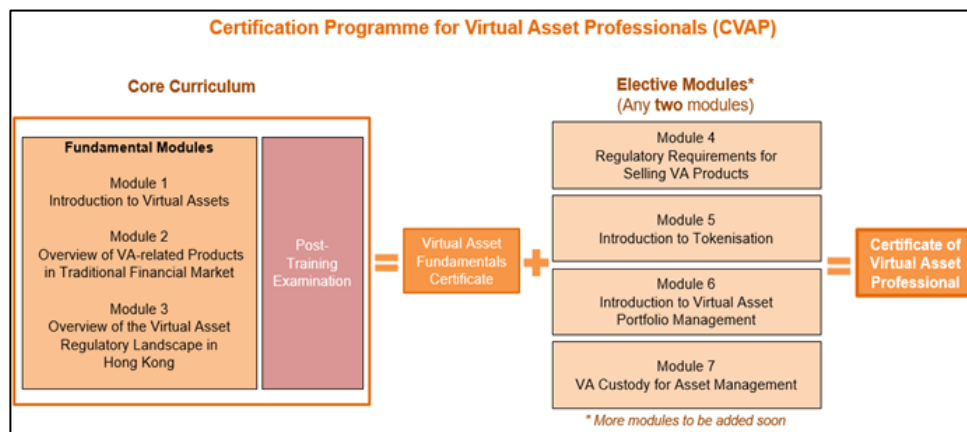 Certification Programme for Virtual Asset Professionals (CVAP)
Core Curriculum
Fundamental Modules
Module 1
Introduction to Virtual Assets
Module 2
Overview of VA-related Products
in Traditional Financial Market
Module 3
Overview of the Virtual Asset
Regulatory Landscape in
Hong Kong
Post-
Training
Examination
=
Virtual Asset
Fundamentals
Certificate
+
Elective Modules*
(Any two modules)
Module 4
Regulatory Requirements for
Selling VA Products
Module 5
Introduction to Tokenisation
Module 6
Introduction to Virtual Asset
Portfolio Management
Module 7
VA Custody for Asset Management
* More modules to be added soon
=
Certificate of
Virtual Asset
Professional